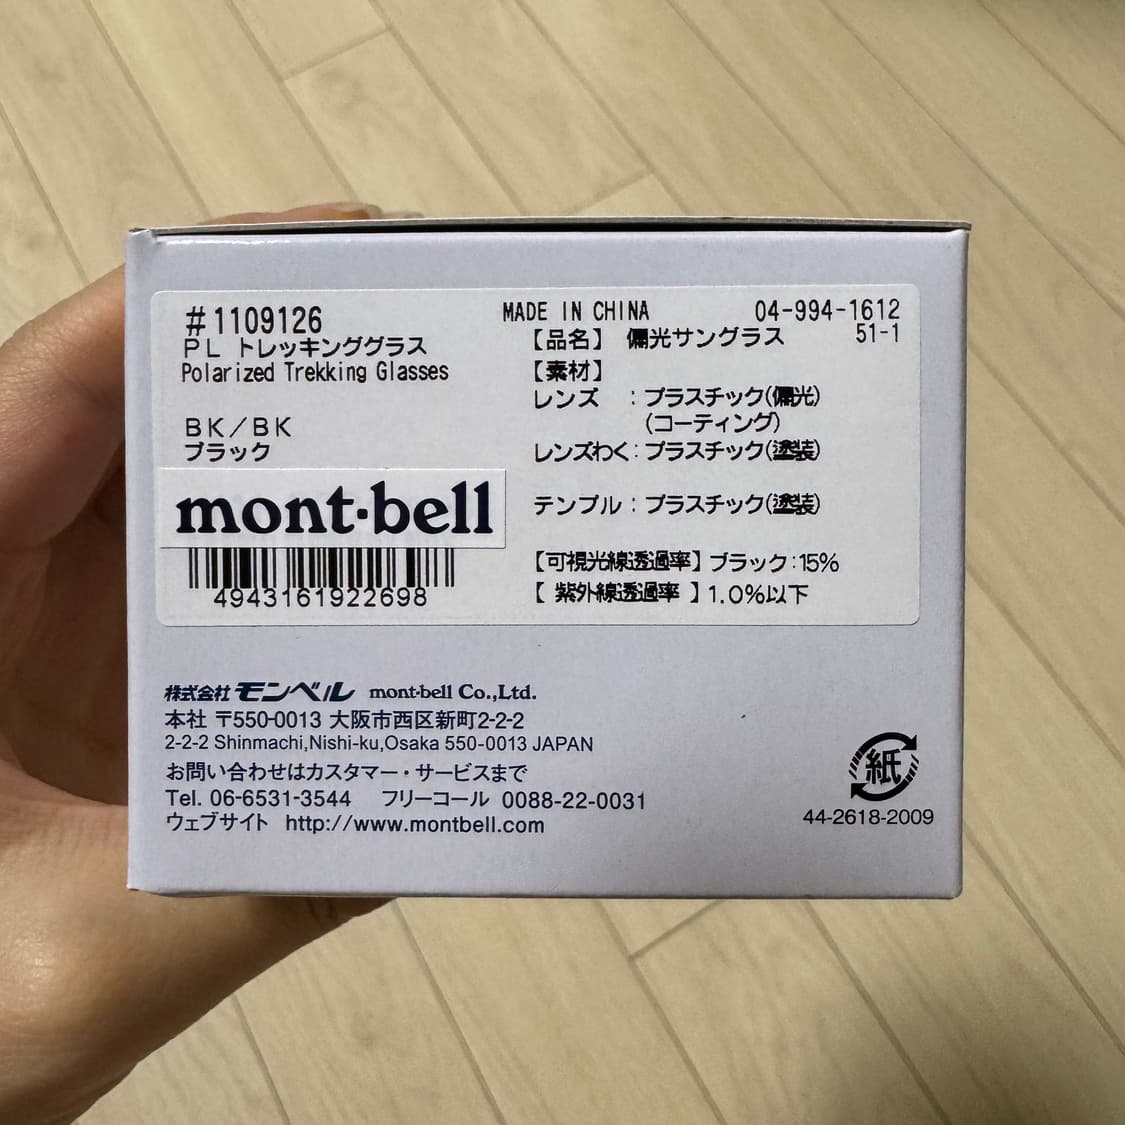 #1109126
PL トレッキンググラス
Polarized Trekking Glasses
BK/BK
ブラック
mont-bell
4943161922698
MADE IN CHINA 04-994-1612
【品名】 偏光サングラス 51-1
【素材】
レンズ :プラスチック(偏光)
(コーティング)
レンズわく:プラスチック(塗装)
テンプル:プラスチック(塗装)
【可視光線透過率】ブラック:15%
【 紫外線透過率 】1.0%以下
株式会社モンベル mont-bell Co.,Ltd.
本社 〒550-0013 大阪市西区新町2-2-2
2-2-2 Shinmachi,Nishi-ku,Osaka 550-0013 JAPAN
お問い合わせはカスタマー・サービスまで
Tel. 06-6531-3544 フリーコール 0088-22-0031
ウェブサイト http://www.montbell.com
紙
44-2618-2009